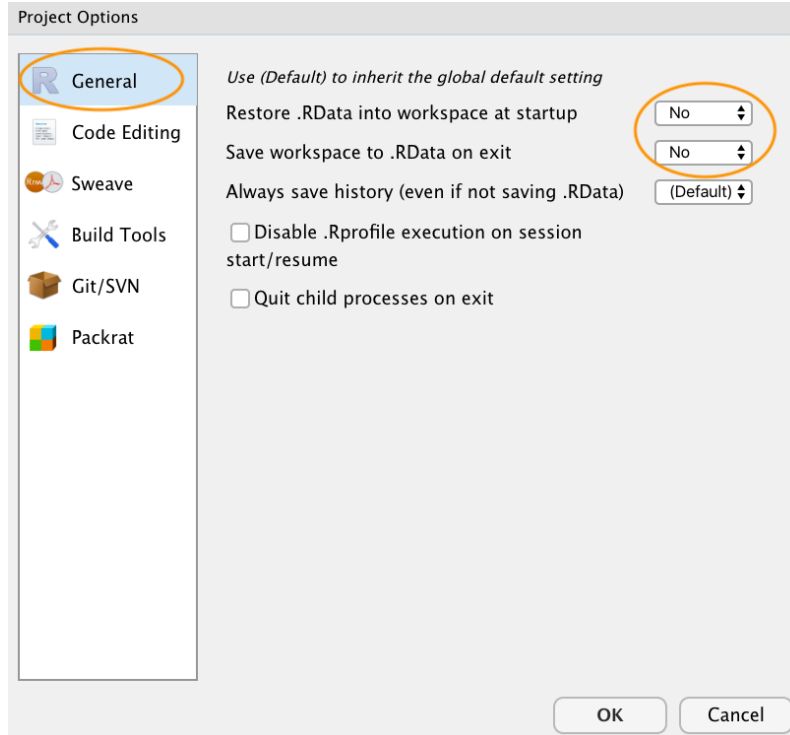 Project Options
General
Code Editing
Sweave
Build Tools
Git/SVN
Packrat
Use (Default) to inherit the global default setting
Restore .RData into workspace at startup No
Save workspace to .RData on exit No
Always save history (even if not saving .RData) (Default)
Disable .Rprofile execution on session
start/resume
Quit child processes on exit
OK Cancel